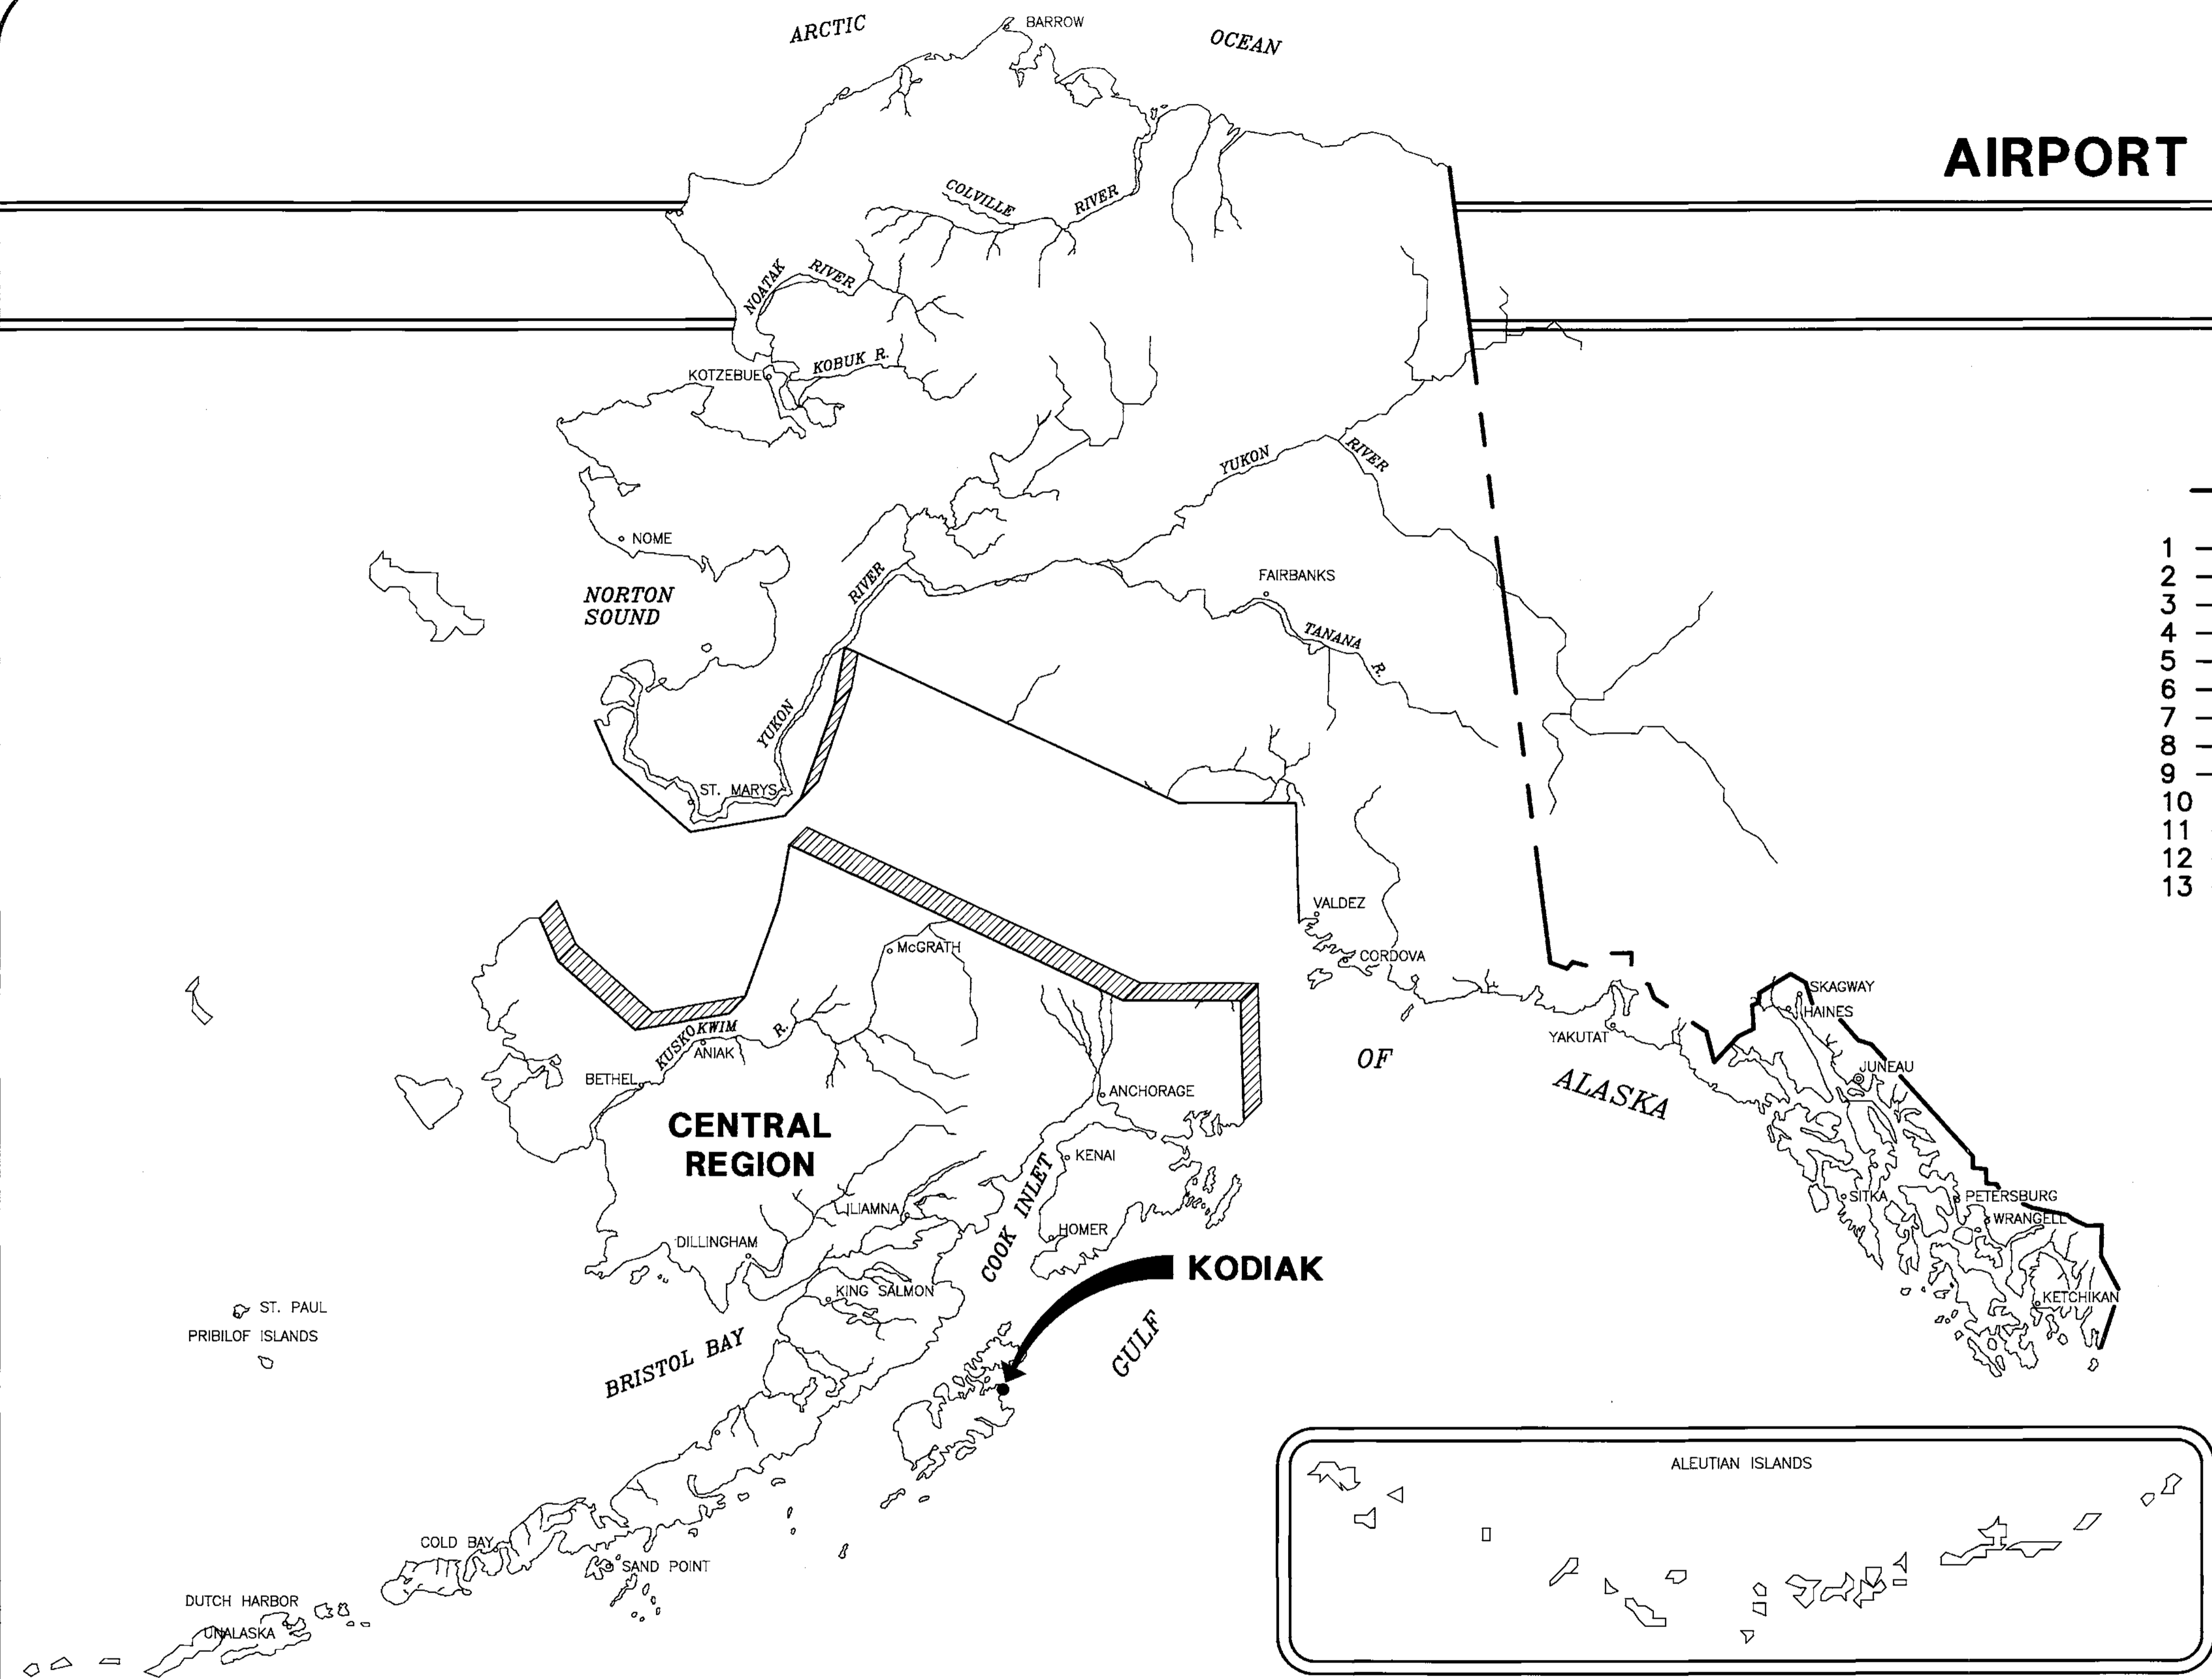 ARCTIC
BARROW
OCEAN
AIRPORT
COLVILLE RIVER
NOATAK RIVER
KOTZEBUE
KOBUK R.
YUKON RIVER
NOME
NORTON
SOUND
RIVER
FAIRBANKS
TANANA R.
YUKON
ST. MARYS
1
2
3
4
5
6
7
8
9
10
11
12
13
VALDEZ
McGRATH
CORDOVA
SKAGWAY
HAINES
YAKUTAT
KUSKOKWIM R.
ANIAK
BETHEL
OF
ALASKA
JUNEAU
ANCHORAGE
CENTRAL
REGION
KENAI
COOK INLET
ILIAMNA
SITKA
PETERSBURG
WRANGELL
HOMER
DILLINGHAM
KODIAK
KING SALMON
KETCHIKAN
ST. PAUL
PRIBILOF ISLANDS
BRISTOL BAY
GULF
ALEUTIAN ISLANDS
COLD BAY
SAND POINT
DUTCH HARBOR
UNALASKA